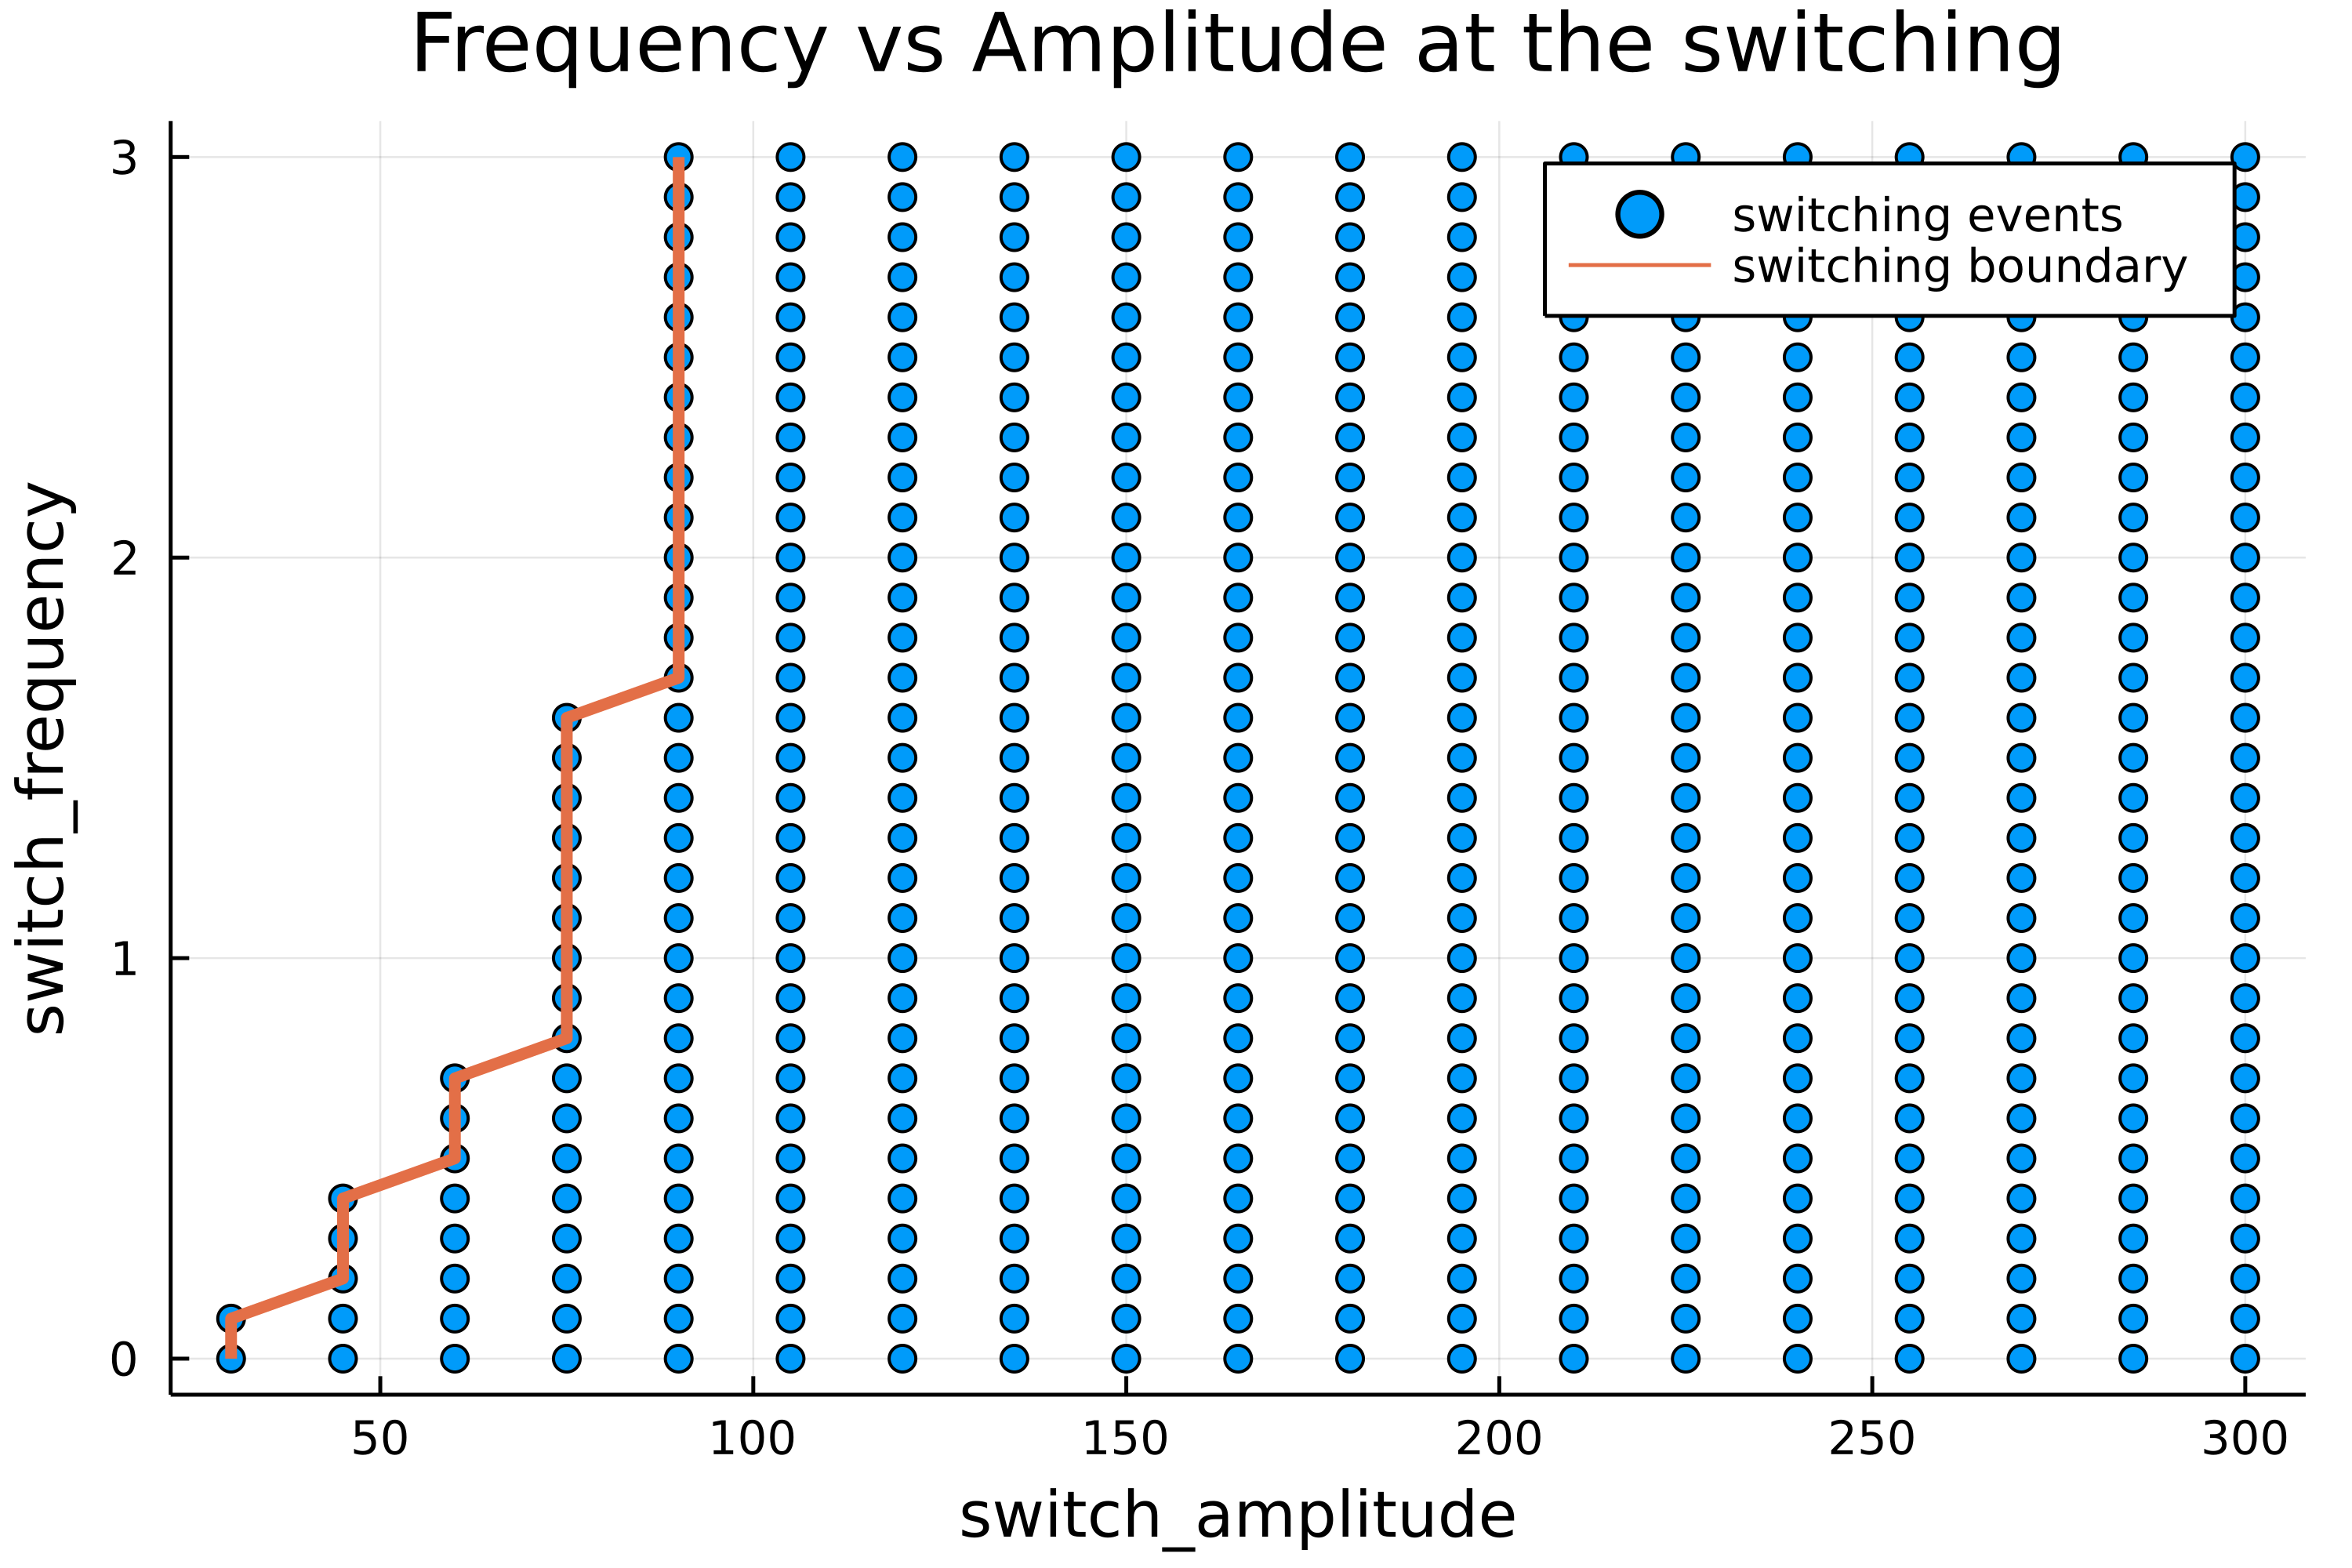 Frequency vs Amplitude at the switching
switching events
switching boundary
switch_frequency
3
2
1
0
50 100 150 200 250 300
switch_amplitude